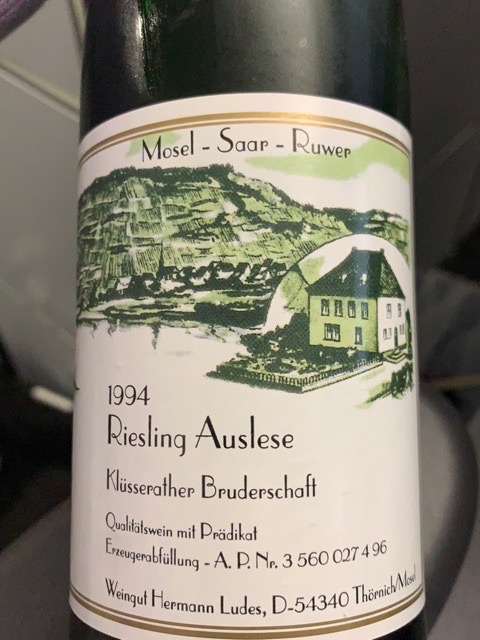 Mosel - Saar - Ruwer
1994
Riesling Auslese
Klüsserather Bruderschaft
Qualitätswein mit Prädikat
Erzeugerabfüllung - A. P. Nr. 3 560 027 4 96
Weingut Hermann Ludes, D-54340 Thörnich/Mosel